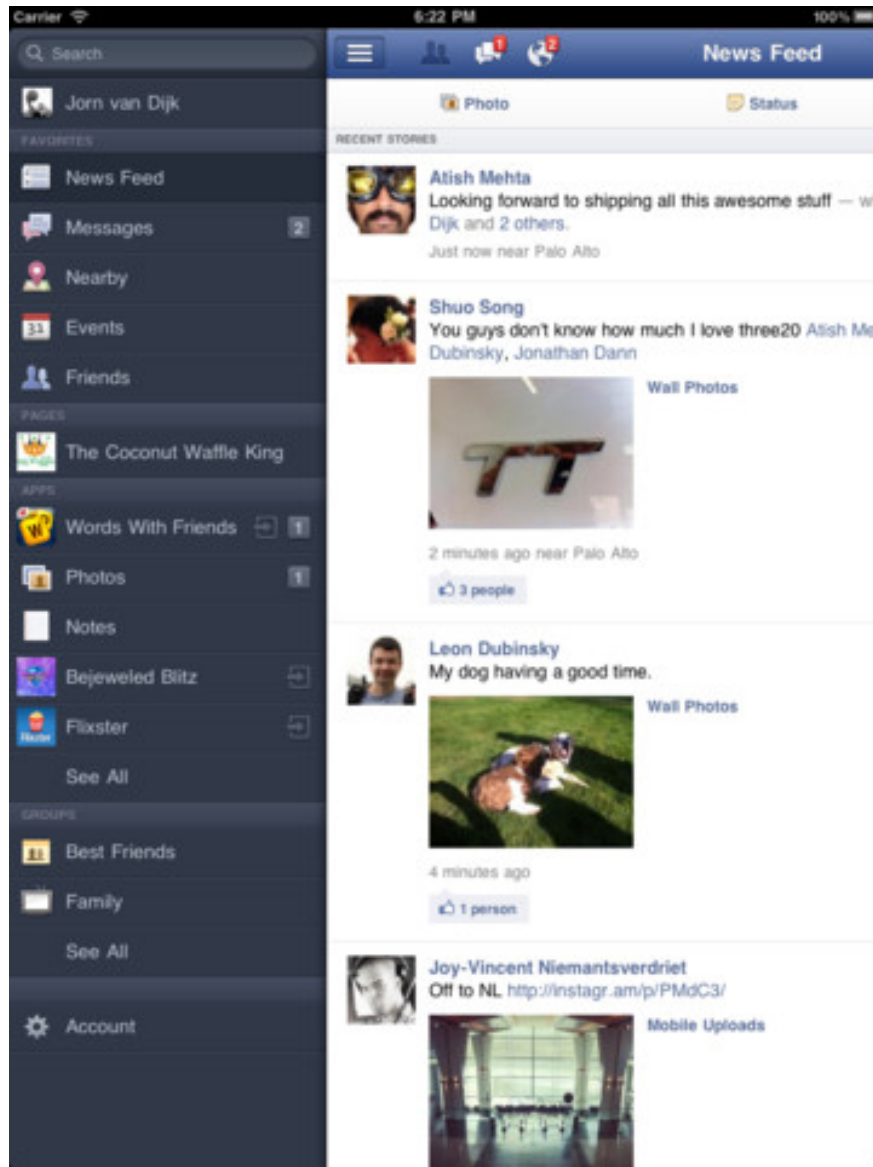 Carrier
6:22 PM
100%
Search
Jorn van Dijk
FAVORITES
News Feed
Messages 2
Nearby
31 Events
Friends
PAGES
The Coconut Waffle King
APPS
W Words With Friends 1
Photos 1
Notes
Bejeweled Blitz
Flixster Flixster
See All
GROUPS
Best Friends
Family
See All
Account
1 2 News Feed
Photo Status
RECENT STORIES
Atish Mehta
Looking forward to shipping all this awesome stuff — w
Dijk and 2 others.
Just now near Palo Alto
Shuo Song
You guys don't know how much I love three20 Atish Me
Dubinsky, Jonathan Dann
Wall Photos
TT
2 minutes ago near Palo Alto
3 people
Leon Dubinsky
My dog having a good time.
Wall Photos
4 minutes ago
1 person
Joy-Vincent Niemantsverdriet
Off to NL http://instagr.am/p/PMdC3/
Mobile Uploads